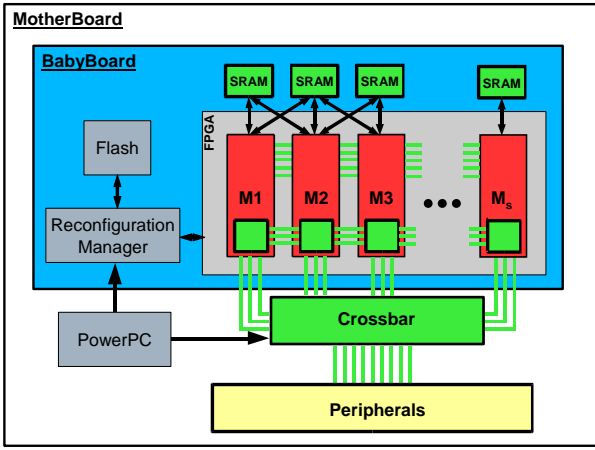 MotherBoard
BabyBoard
SRAM
SRAM
SRAM
SRAM
FPGA
Flash
M1
M2
M3
Ms
Reconfiguration
Manager
Crossbar
PowerPC
Peripherals